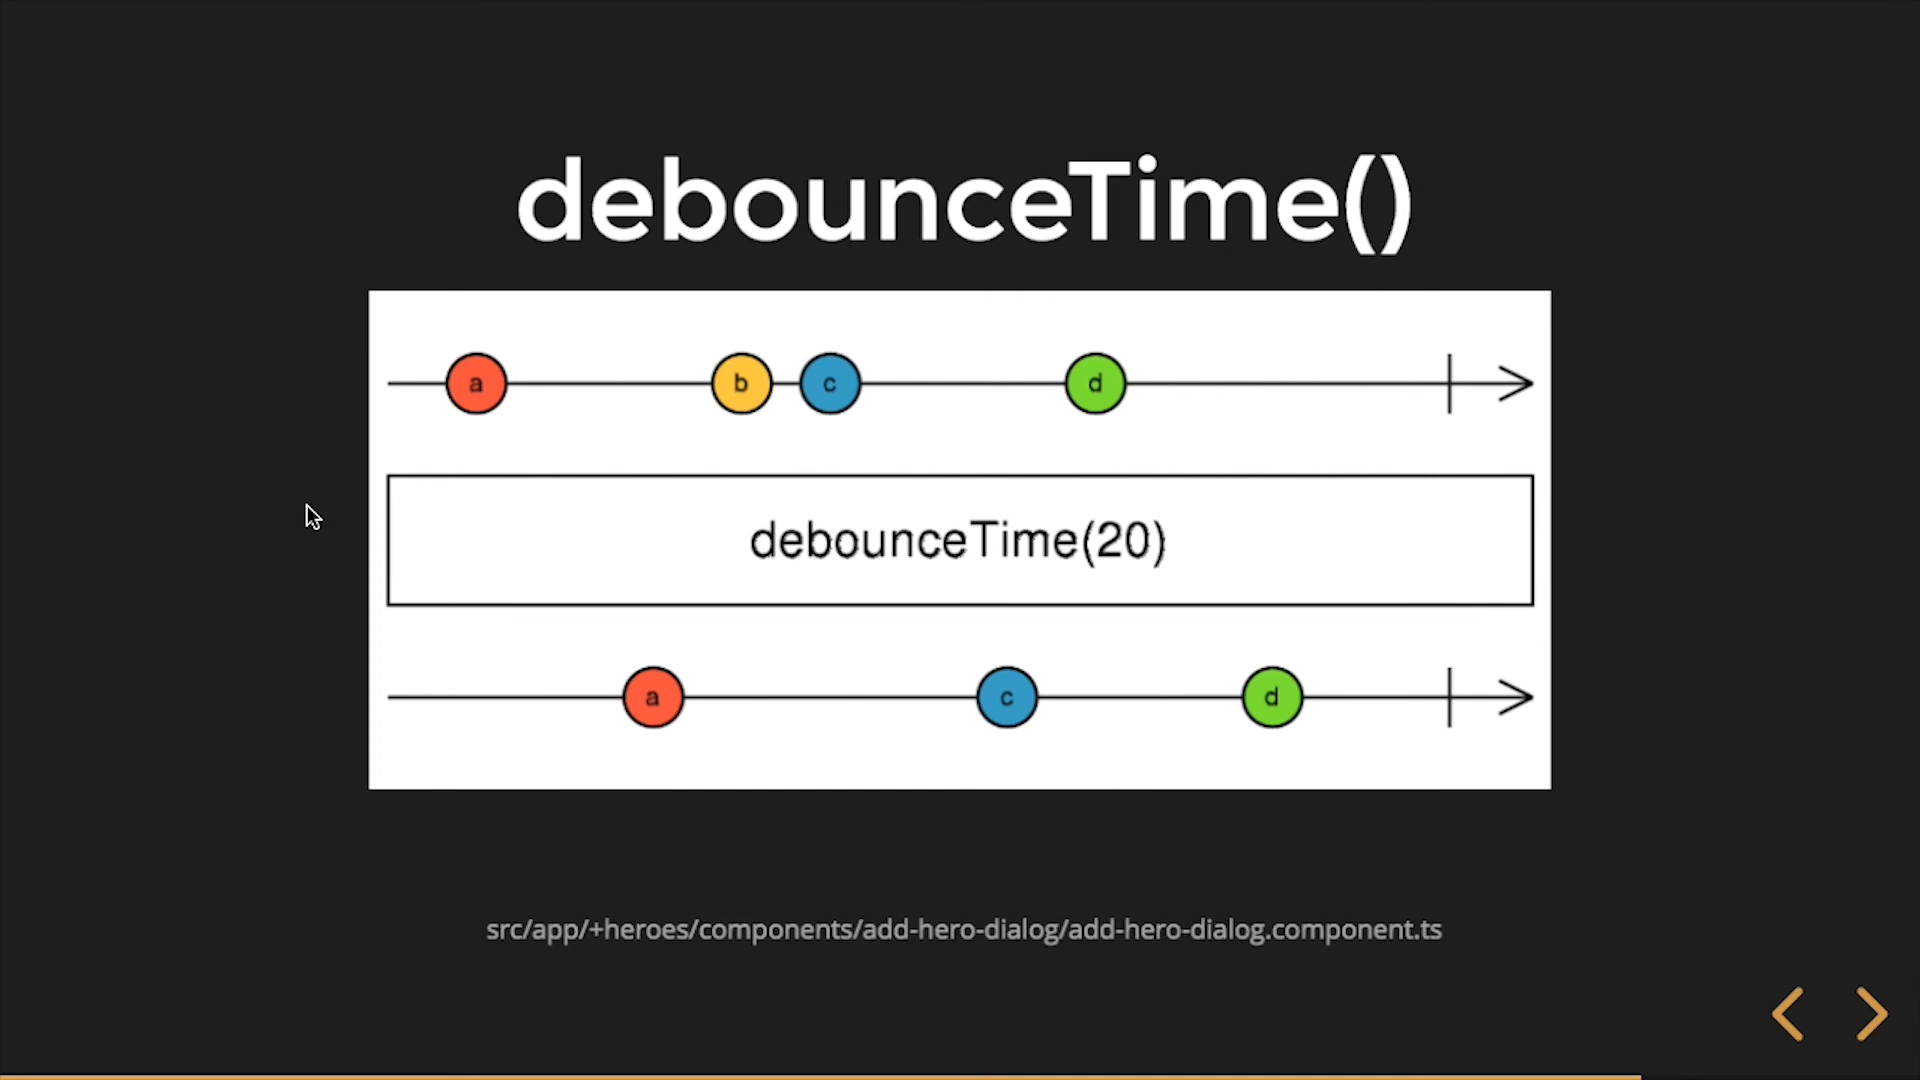 debounceTime()
a b c d
debounceTime(20)
a c d
src/app/+heroes/components/add-hero-dialog/add-hero-dialog.component.ts